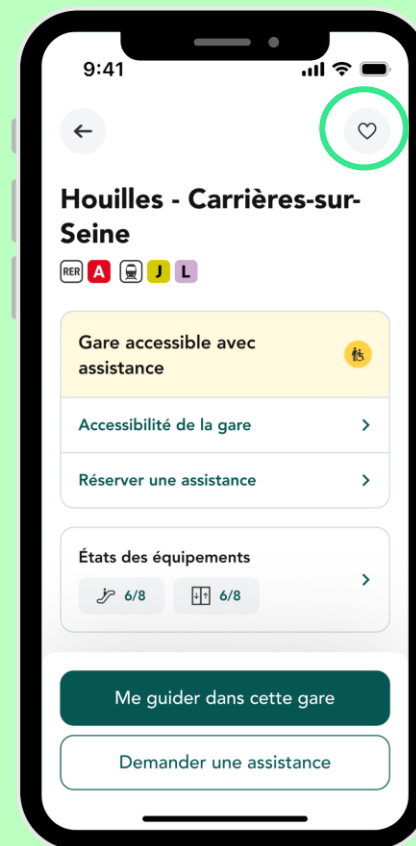 9:41
Houilles - Carrières-sur-
Seine
RER A J L
Gare accessible avec
assistance
Accessibilité de la gare
Réserver une assistance
États des équipements
6/8 6/8
Me guider dans cette gare
Demander une assistance